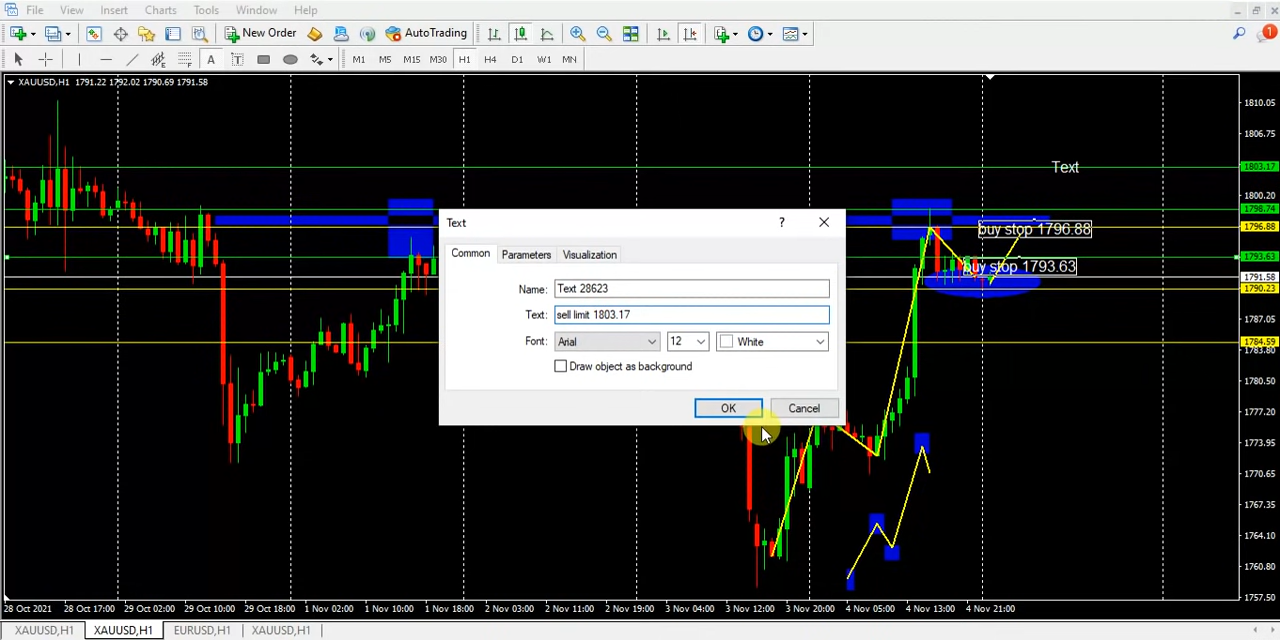 File View Insert Charts Tools Window Help
New Order AutoTrading 1
A T M1 M5 M15 M30 H1 H4 D1 W1 MN
XAUUSD,H1 1791.22 1792.02 1790.69 1791.58
1810.05
1806.75
Text
1803.17
1800.20
1798.74
buy stop 1796.88
1796.88
buy stop 1793.63
1793.63
1791.58
1790.23
1787.05
1784.59
1783.80
1780.50
1777.20
1773.95
1770.65
1767.35
1764.10
1760.80
1757.50
Text ?
Common Parameters Visualization
Name: Text 28623
Text: sell limit 1803.17
Font: Arial 12 White
Draw object as background
OK Cancel
28 Oct 2021 28 Oct 17:00 29 Oct 02:00 29 Oct 10:00 29 Oct 18:00 1 Nov 02:00 1 Nov 10:00 1 Nov 18:00 2 Nov 03:00 2 Nov 11:00 2 Nov 19:00 3 Nov 04:00 3 Nov 12:00 3 Nov 20:00 4 Nov 05:00 4 Nov 13:00 4 Nov 21:00
XAUUSD,H1 XAUUSD,H1 EURUSD,H1 XAUUSD,H1